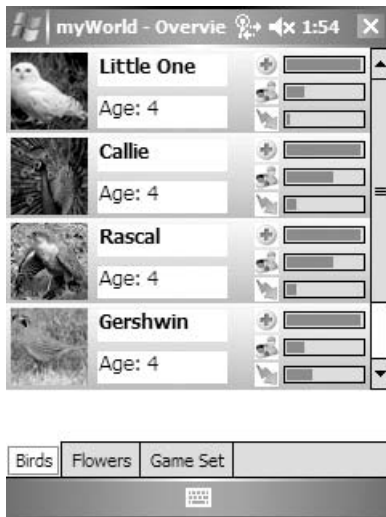 myWorld - Overvie 1:54
Little One
Age: 4
Callie
Age: 4
Rascal
Age: 4
Gershwin
Age: 4
Birds Flowers Game Set